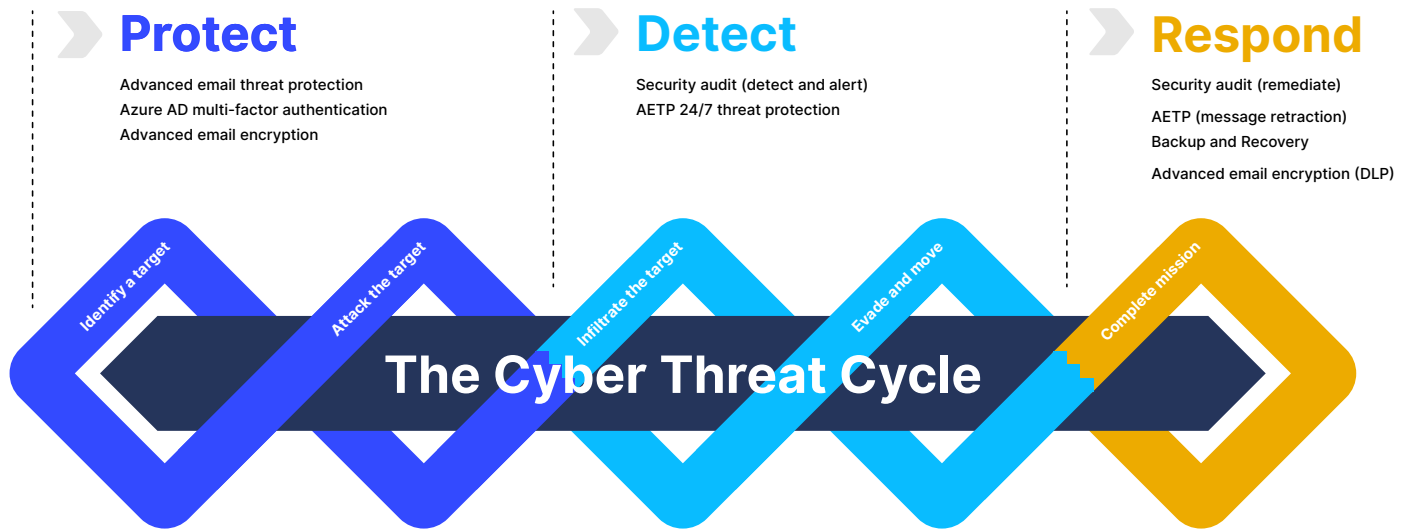 Protect
Advanced email threat protection
Azure AD multi-factor authentication
Advanced email encryption
Detect
Security audit (detect and alert)
AETP 24/7 threat protection
Respond
Security audit (remediate)
AETP (message retraction)
Backup and Recovery
Advanced email encryption (DLP)
Identify a target
Attack the target
Infiltrate the target
Evade and move
Complete mission
The Cyber Threat Cycle